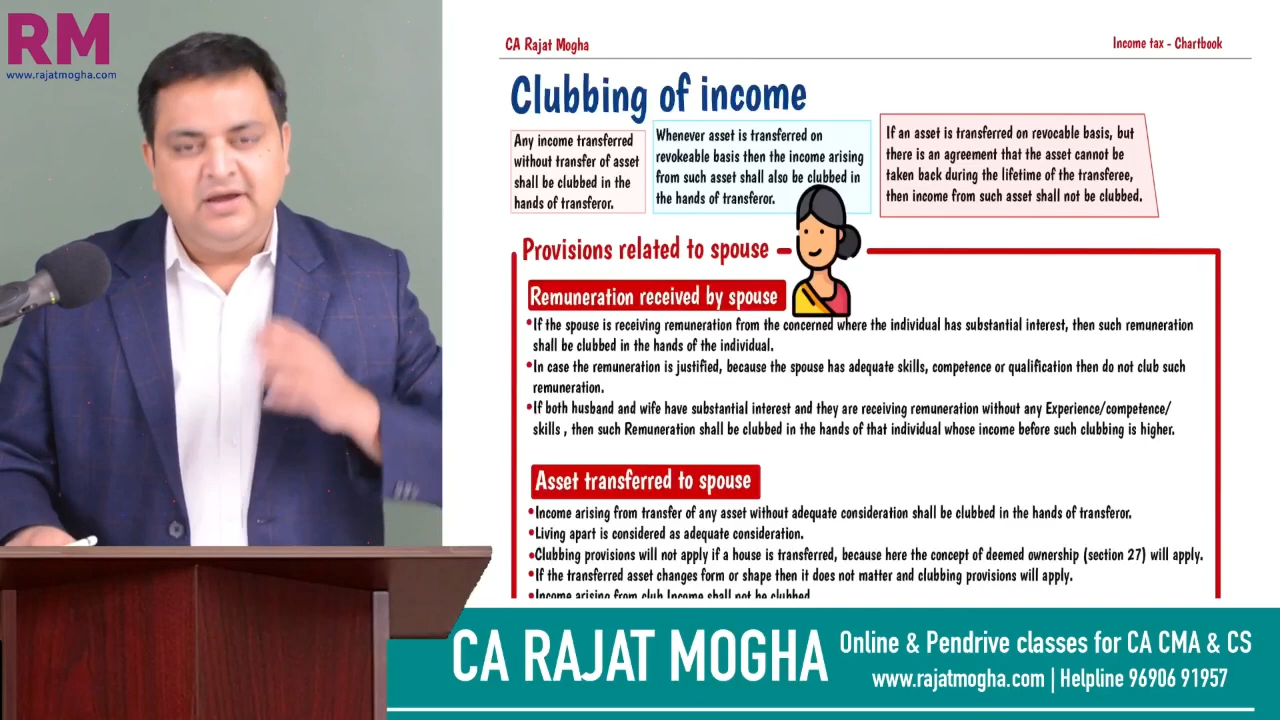 RM
www.rajatmogha.com
CA Rajat Mogha
Income tax - Chartbook
Clubbing of income
Any income transferred
without transfer of asset
shall be clubbed in the
hands of transferor.
Whenever asset is transferred on
revokeable basis then the income arising
from such asset shall also be clubbed in
the hands of transferor.
If an asset is transferred on revocable basis, but
there is an agreement that the asset cannot be
taken back during the lifetime of the transferee,
then income from such asset shall not be clubbed.
Provisions related to spouse
Remuneration received by spouse
•If the spouse is receiving remuneration from the concerned where the individual has substantial interest, then such remuneration
shall be clubbed in the hands of the individual.
•In case the remuneration is justified, because the spouse has adequate skills, competence or qualification then do not club such
remuneration.
•If both husband and wife have substantial interest and they are receiving remuneration without any Experience/competence/
skills , then such Remuneration shall be clubbed in the hands of that individual whose income before such clubbing is higher.
Asset transferred to spouse
•Income arising from transfer of any asset without adequate consideration shall be clubbed in the hands of transferor.
•Living apart is considered as adequate consideration.
•Clubbing provisions will not apply if a house is transferred, because here the concept of deemed ownership (section 27) will apply.
•If the transferred asset changes form or shape then it does not matter and clubbing provisions will apply.
•Income arising from club Income shall not be clubbed
CA RAJAT MOGHA
Online & Pendrive classes for CA CMA & CS
www.rajatmogha.com | Helpline 96906 91957